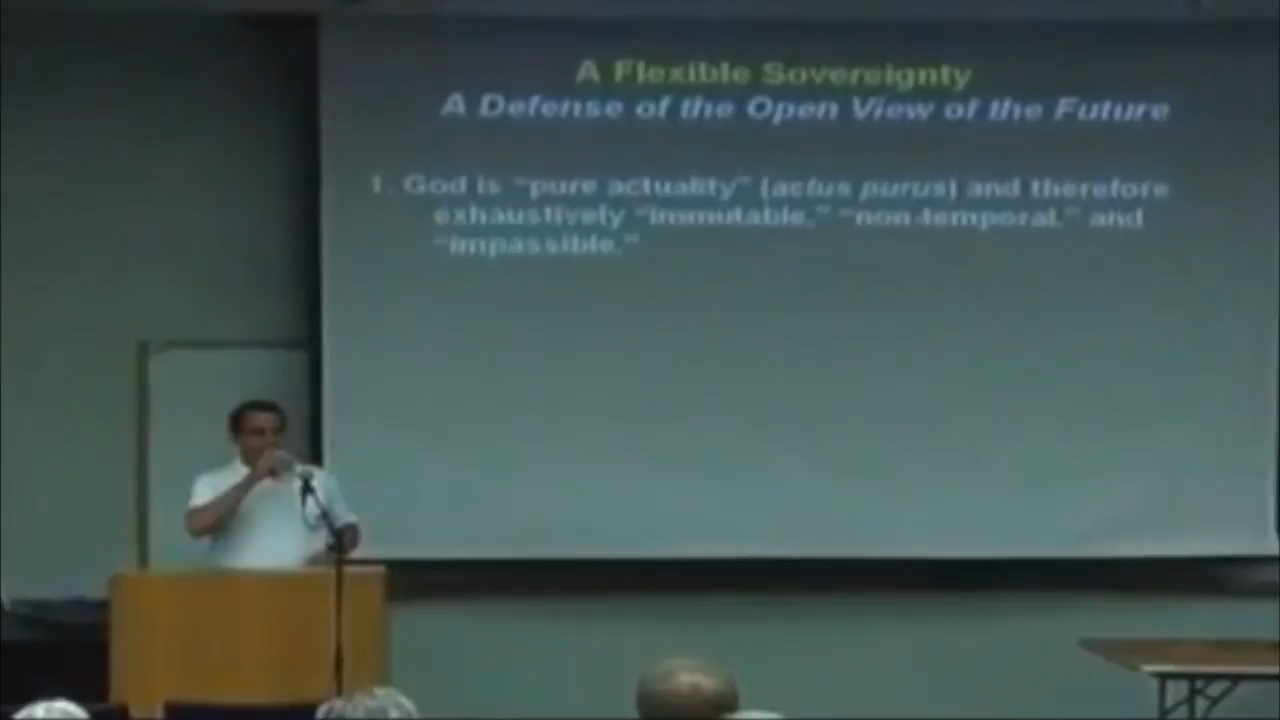 A Flexible Sovereignty
A Defense of the Open View of the Future
1. God is “pure actuality” (actus purus) and therefore
exhaustively “immutable,” “non-temporal,” and
“impassible.”